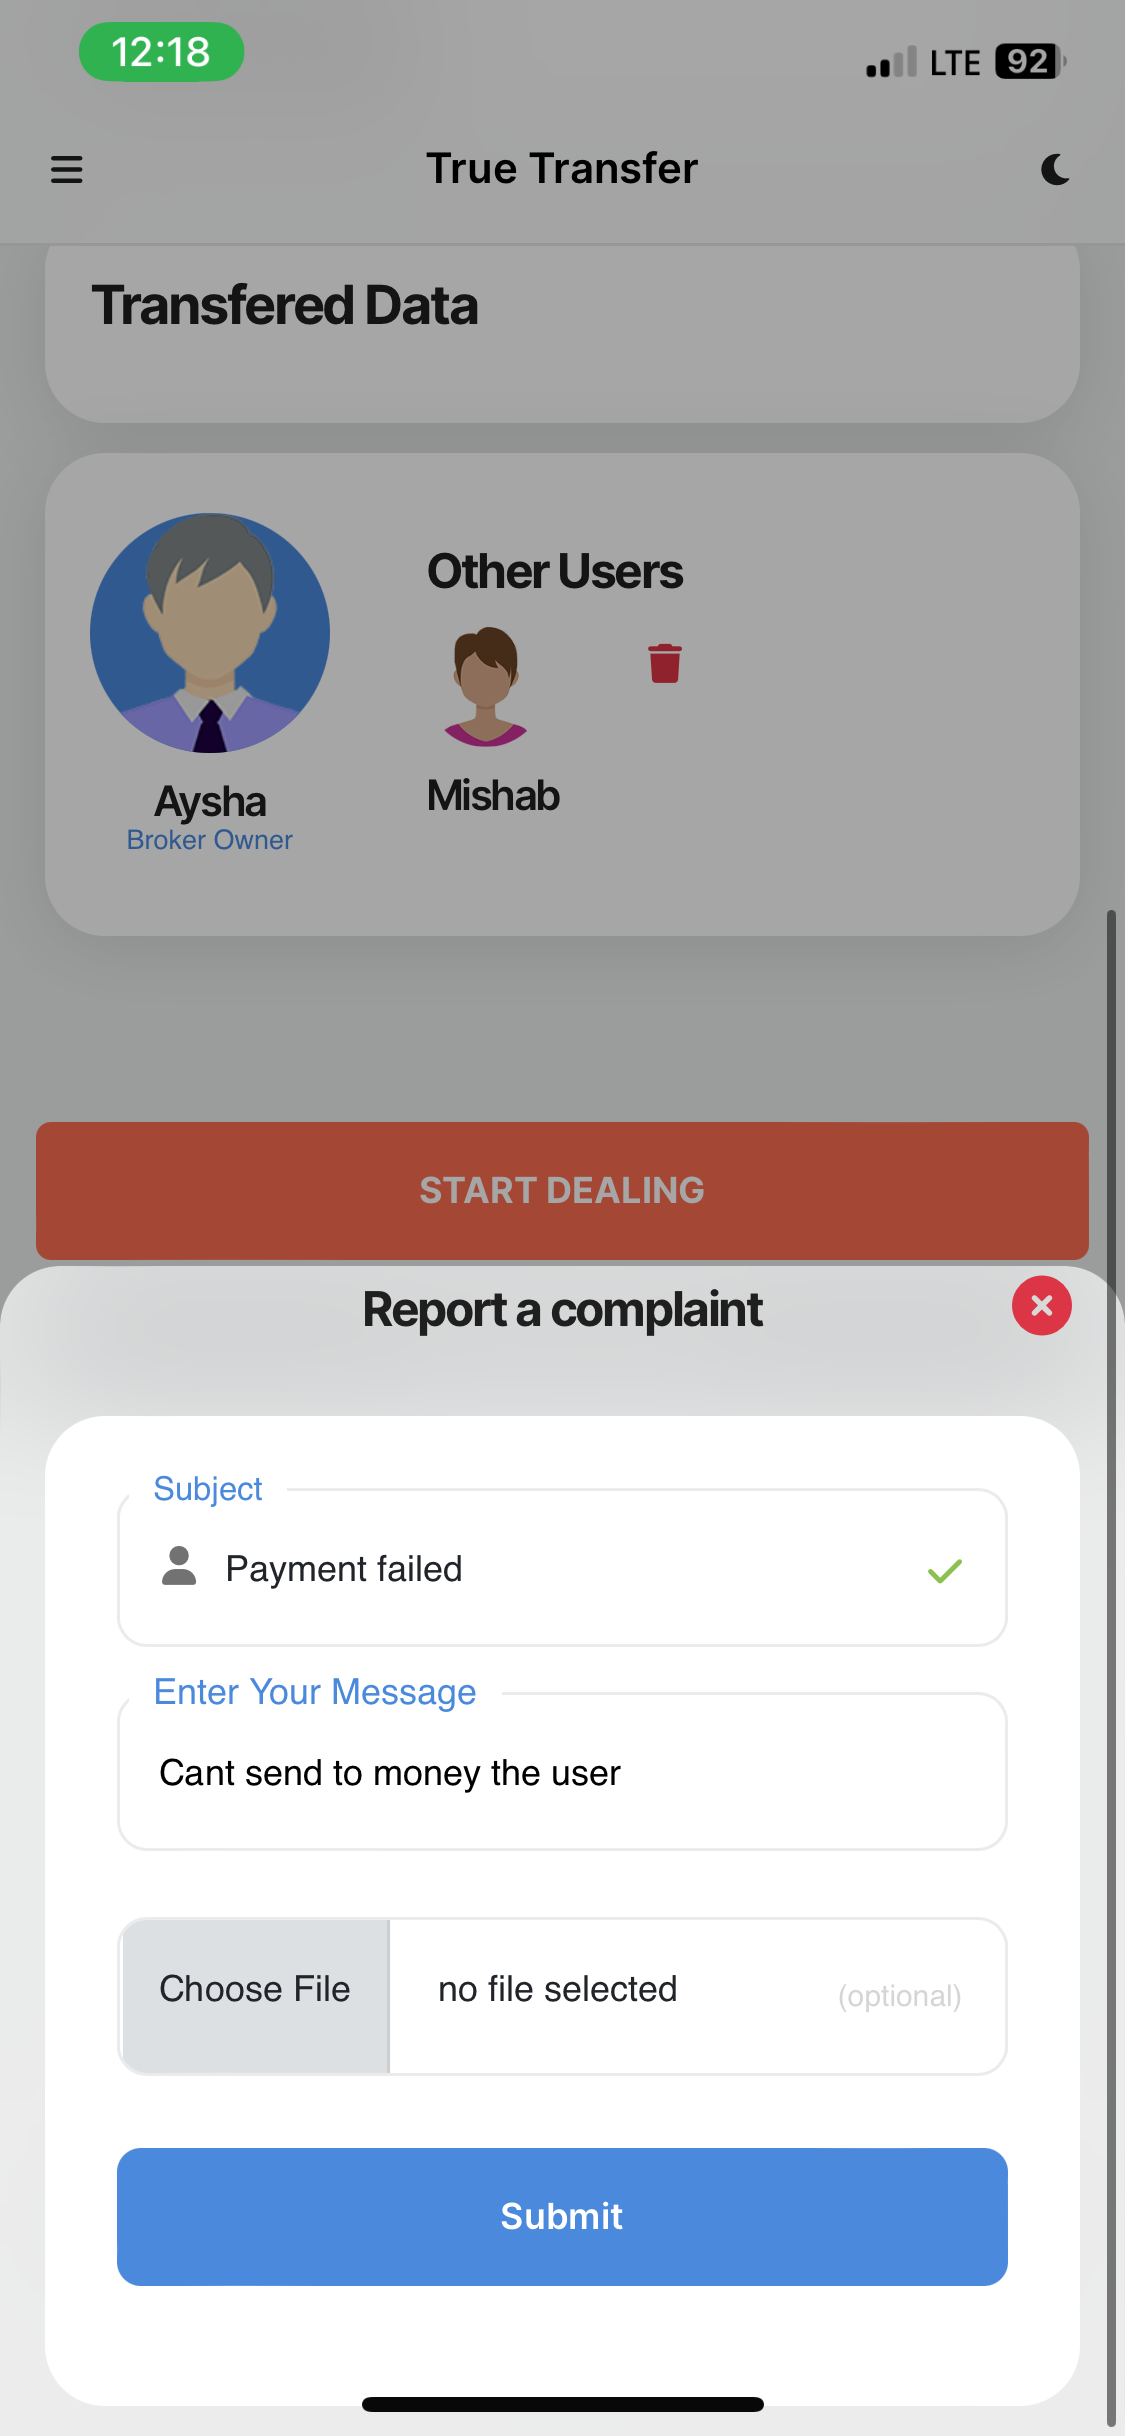 12:18
LTE 92
True Transfer
Transfered Data
Other Users
Aysha
Broker Owner
Mishab
START DEALING
Report a complaint
Subject
Payment failed
Enter Your Message
Cant send to money the user
Choose File no file selected (optional)
Submit